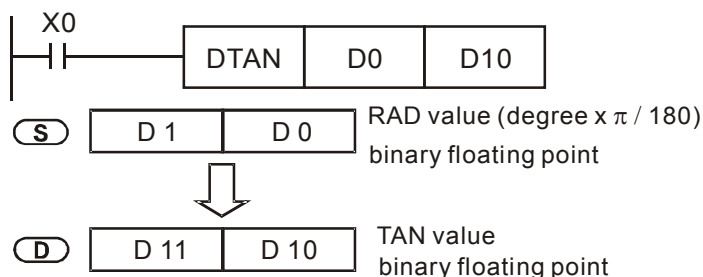 X0
DTAN D0 D10
S D 1 D 0 RAD value (degree x π / 180)
binary floating point
D D 11 D 10 TAN value
binary floating point